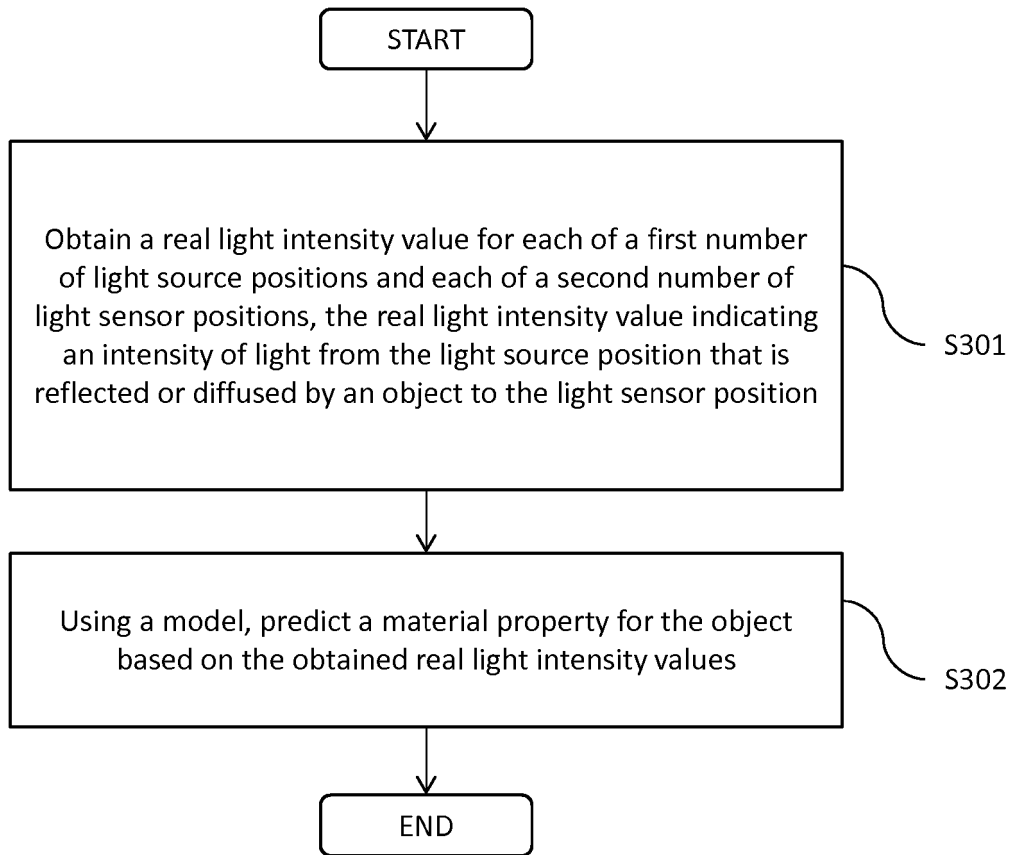 START
Obtain a real light intensity value for each of a first number
of light source positions and each of a second number of
light sensor positions, the real light intensity value indicating
an intensity of light from the light source position that is
reflected or diffused by an object to the light sensor position
S301
Using a model, predict a material property for the object
based on the obtained real light intensity values
S302
END